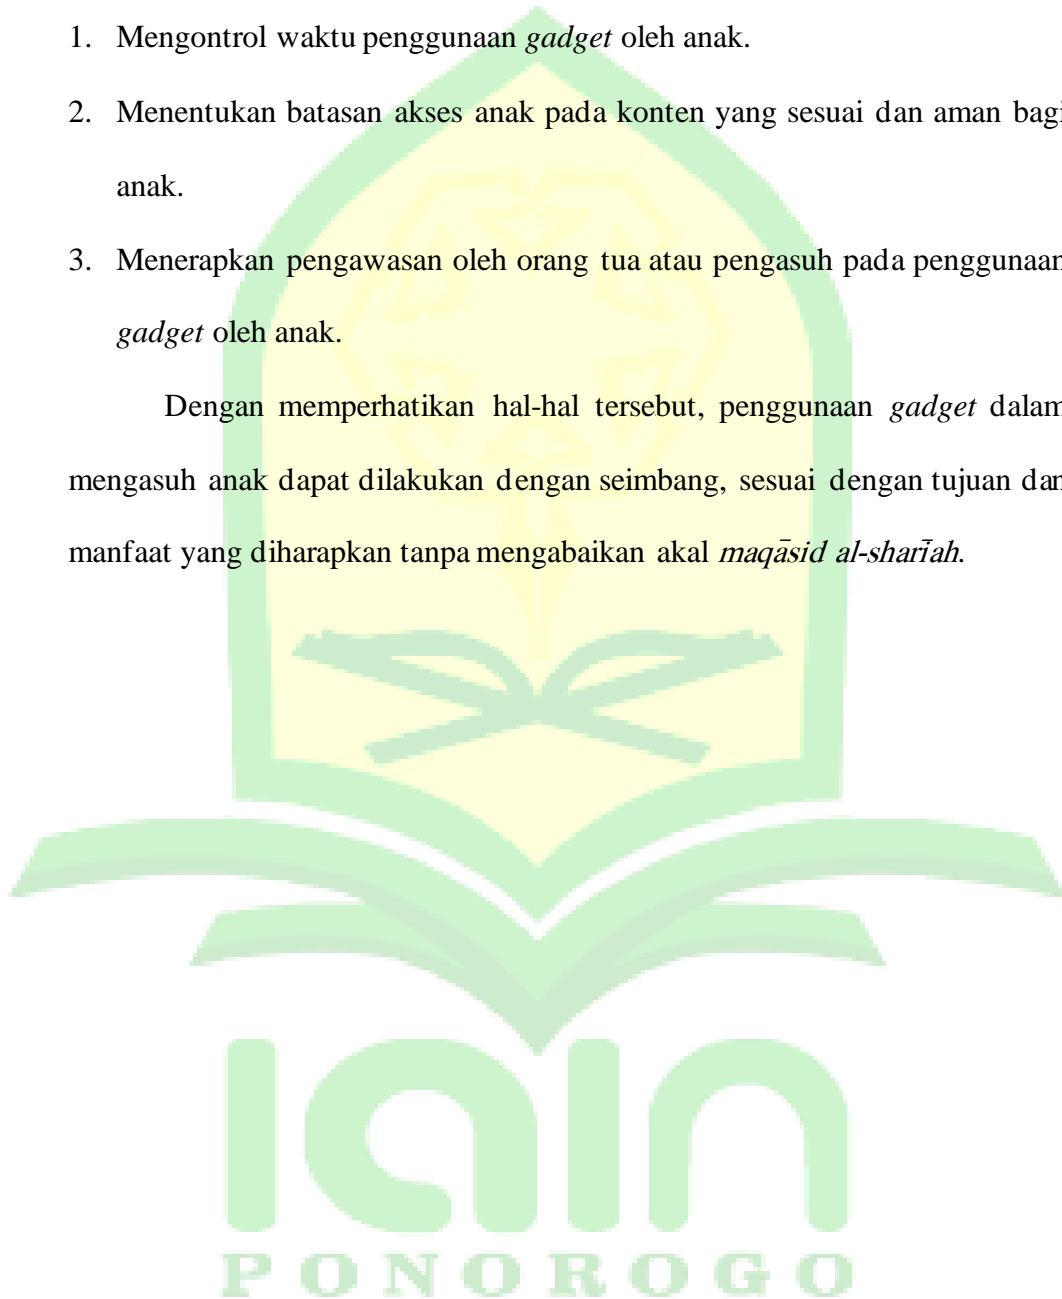 1. Mengontrol waktu penggunaan gadget oleh anak.
2. Menentukan batasan akses anak pada konten yang sesuai dan aman bagi
anak.
3. Menerapkan pengawasan oleh orang tua atau pengasuh pada penggunaan
gadget oleh anak.
Dengan memperhatikan hal-hal tersebut, penggunaan gadget dalam
mengasuh anak dapat dilakukan dengan seimbang, sesuai dengan tujuan dan
manfaat yang diharapkan tanpa mengabaikan akal maqāsid al-sharīah.
iain
PONOROGO